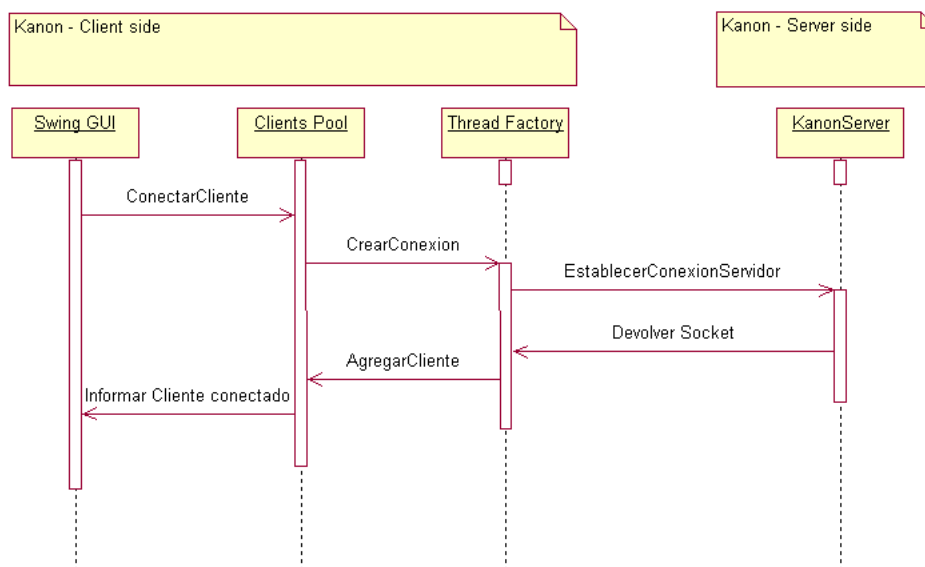 Kanon - Client side
Kanon - Server side
Swing GUI
Clients Pool
Thread Factory
KanonServer
ConectarCliente
CrearConexion
EstablecerConexionServidor
Devolver Socket
AgregarCliente
Informar Cliente conectado